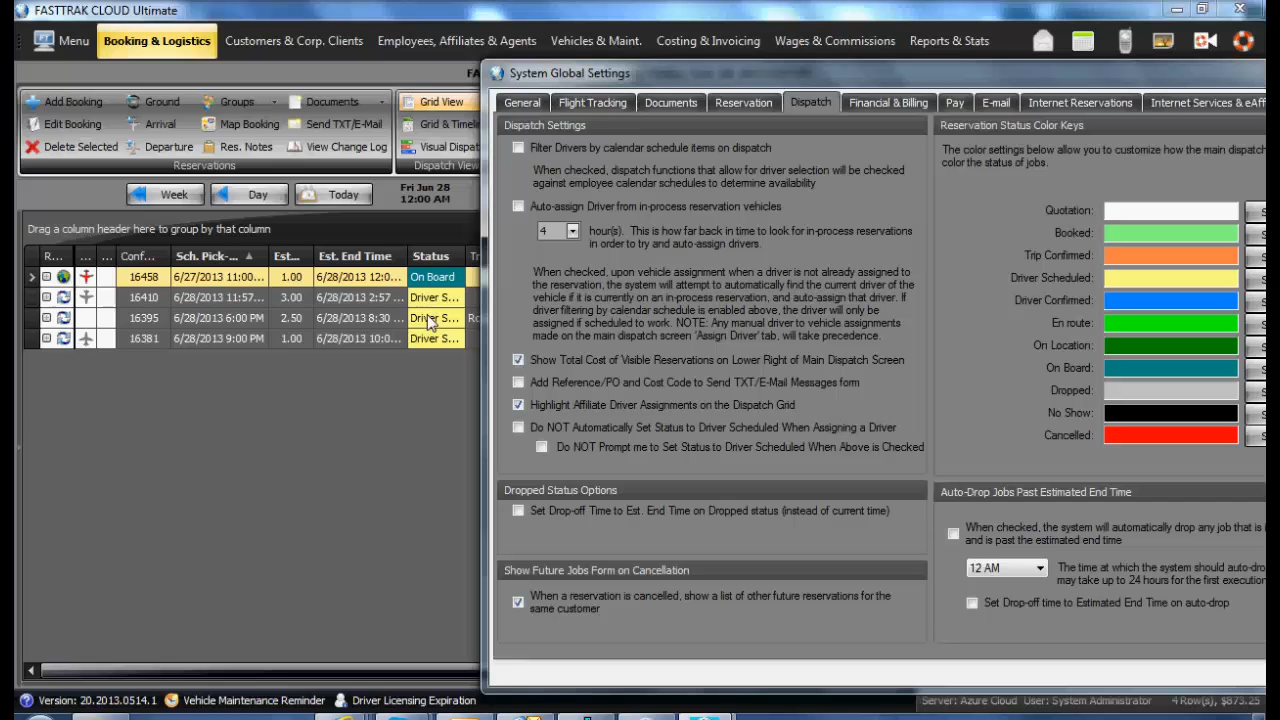 FASTTRAK CLOUD Ultimate
Menu
Booking & Logistics
Customers & Corp. Clients
Employees, Affiliates & Agents
Vehicles & Maint.
Costing & Invoicing
Wages & Commissions
Reports & Stats
FA
System Global Settings
Add Booking
Ground
Groups
Documents
Grid View
Edit Booking
Arrival
Map Booking
Send TXT/E-Mail
Grid & Timeli
Delete Selected
Departure
Res. Notes
View Change Log
Visual Dispat
Reservations
Dispatch View
Week
Day
Today
Fri Jun 28
12:00 AM
Drag a column header here to group by that column
R... ... ... Conf... Sch. Pick-... Est... Est. End Time Status Tr
16458 6/27/2013 11:00... 1.00 6/28/2013 12:0... On Board
16410 6/28/2013 11:57... 3.00 6/28/2013 2:57 ... Driver S...
16395 6/28/2013 6:00 PM 2.50 6/28/2013 8:30 ... Driver S... Ro
16381 6/28/2013 9:00 PM 1.00 6/28/2013 10:0... Driver S...
General
Flight Tracking
Documents
Reservation
Dispatch
Financial & Billing
Pay
E-mail
Internet Reservations
Internet Services & eAffi
Dispatch Settings
Filter Drivers by calendar schedule items on dispatch
When checked, dispatch functions that allow for driver selection will be checked
against employee calendar schedules to determine availability
Auto-assign Driver from in-process reservation vehicles
4 hour(s). This is how far back in time to look for in-process reservations
in order to try and auto-assign drivers.
When checked, upon vehicle assignment when a driver is not already assigned to
the reservation, the system will attempt to automatically find the current driver of the
vehicle if it is currently on an in-process reservation, and auto-assign that driver. If
driver filtering by calendar schedule is enabled above, the driver will only be
assigned if scheduled to work. NOTE: Any manual driver to vehicle assignments
made on the main dispatch screen 'Assign Driver' tab, will take precedence.
Show Total Cost of Visible Reservations on Lower Right of Main Dispatch Screen
Add Reference/PO and Cost Code to Send TXT/E-Mail Messages form
Highlight Affiliate Driver Assignments on the Dispatch Grid
Do NOT Automatically Set Status to Driver Scheduled When Assigning a Driver
Do NOT Prompt me to Set Status to Driver Scheduled When Above is Checked
Dropped Status Options
Set Drop-off Time to Est. End Time on Dropped status (instead of current time)
Show Future Jobs Form on Cancellation
When a reservation is cancelled, show a list of other future reservations for the
same customer
Reservation Status Color Keys
The color settings below allow you to customize how the main dispatch
color the status of jobs.
Quotation:
Booked:
Trip Confirmed:
Driver Scheduled:
Driver Confirmed:
En route:
On Location:
On Board:
Dropped:
No Show:
Cancelled:
Auto-Drop Jobs Past Estimated End Time
When checked, the system will automatically drop any job that is
and is past the estimated end time
12 AM
The time at which the system should auto-dro
may take up to 24 hours for the first execution
Set Drop-off time to Estimated End Time on auto-drop
Version: 20.2013.0514.1
Vehicle Maintenance Reminder
Driver Licensing Expiration
Server: Azure Cloud User: System Administrator
4 Row(s), $873.25